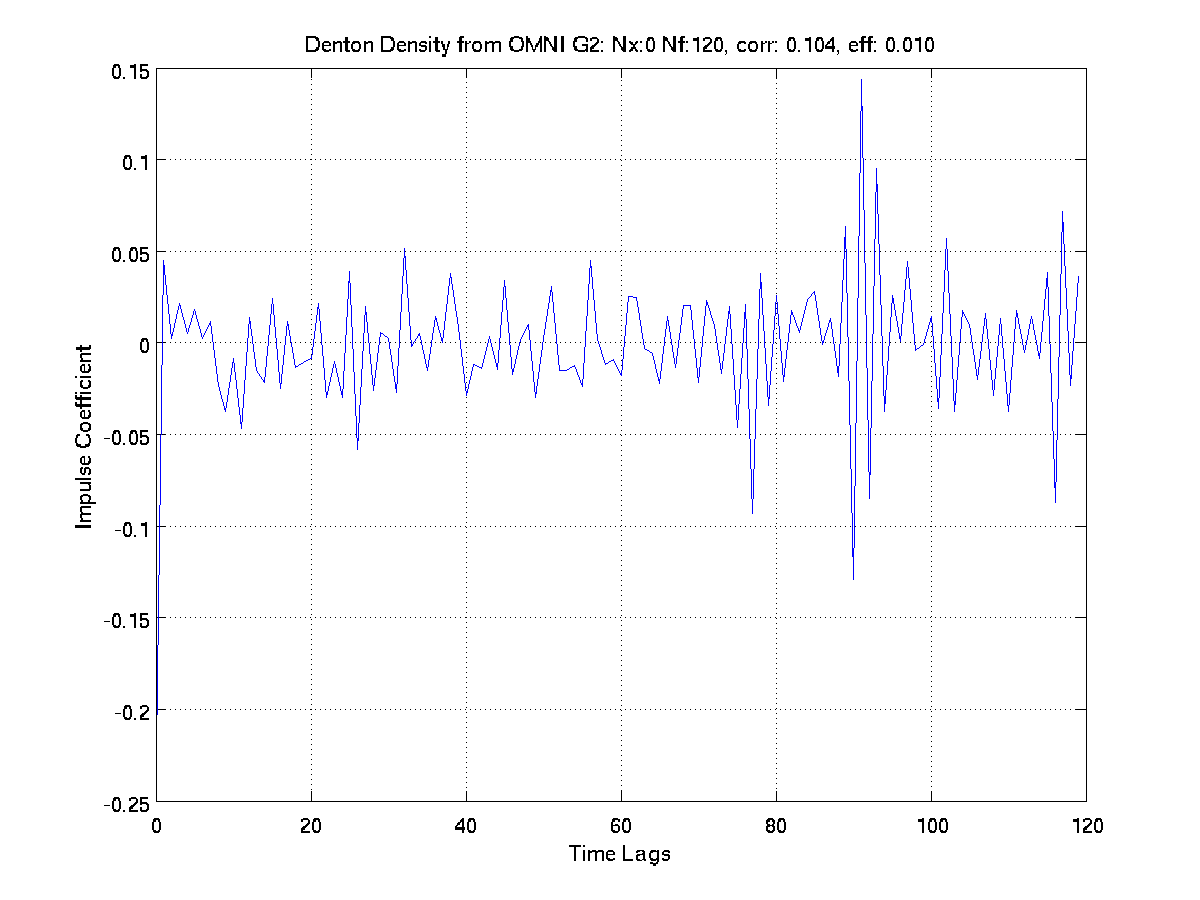 Denton Density from OMNI G2: Nx:0 Nf:120, corr: 0.104, eff: 0.010
0.15
0.1
0.05
0
-0.05
-0.1
-0.15
-0.2
-0.25
Impulse Coefficient
0 20 40 60 80 100 120
Time Lags